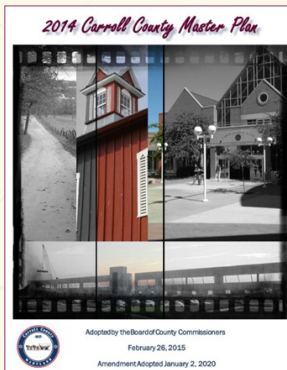 2014 Carroll County Master Plan
Adopted by the Board of County Commissioners
February 26, 2015
Amendment Adopted January 2, 2020